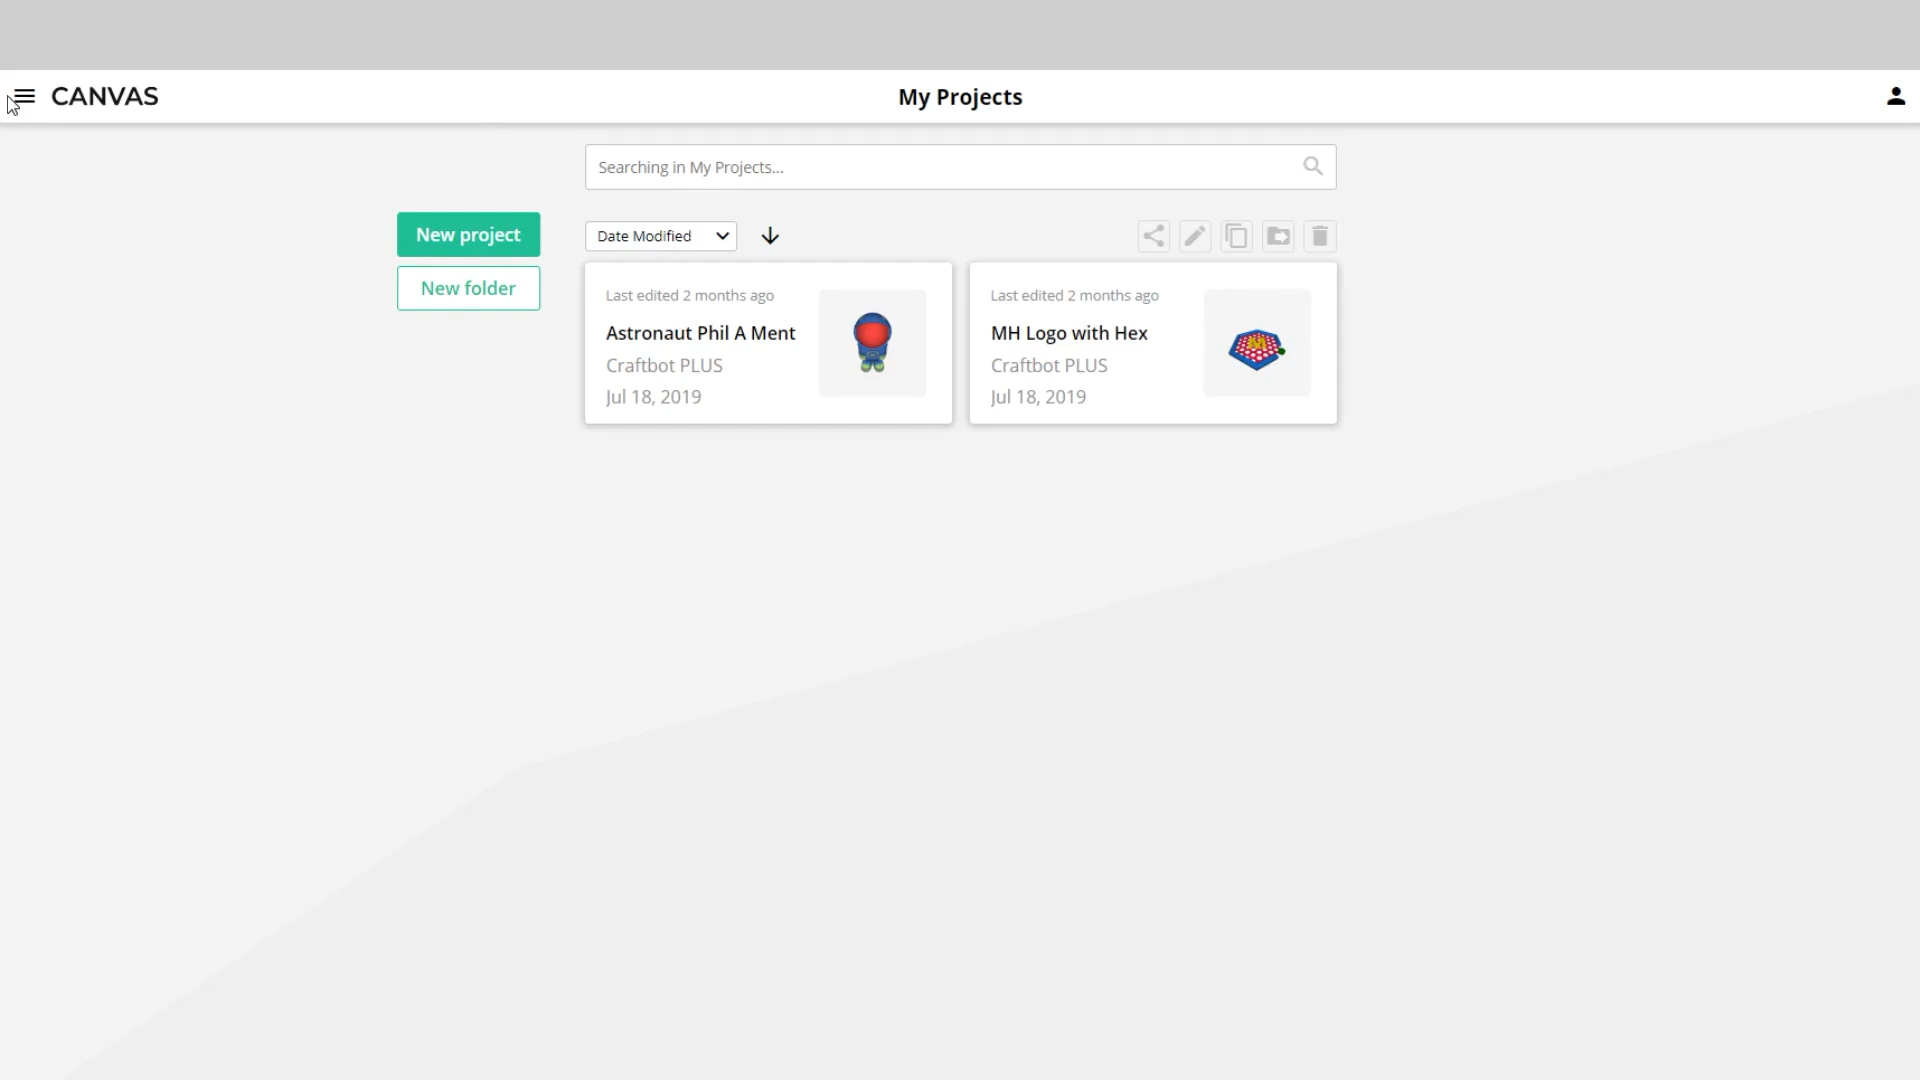 CANVAS
My Projects
Searching in My Projects...
New project
New folder
Date Modified
Last edited 2 months ago
Astronaut Phil A Ment
Craftbot PLUS
Jul 18, 2019
Last edited 2 months ago
MH Logo with Hex
Craftbot PLUS
Jul 18, 2019
M